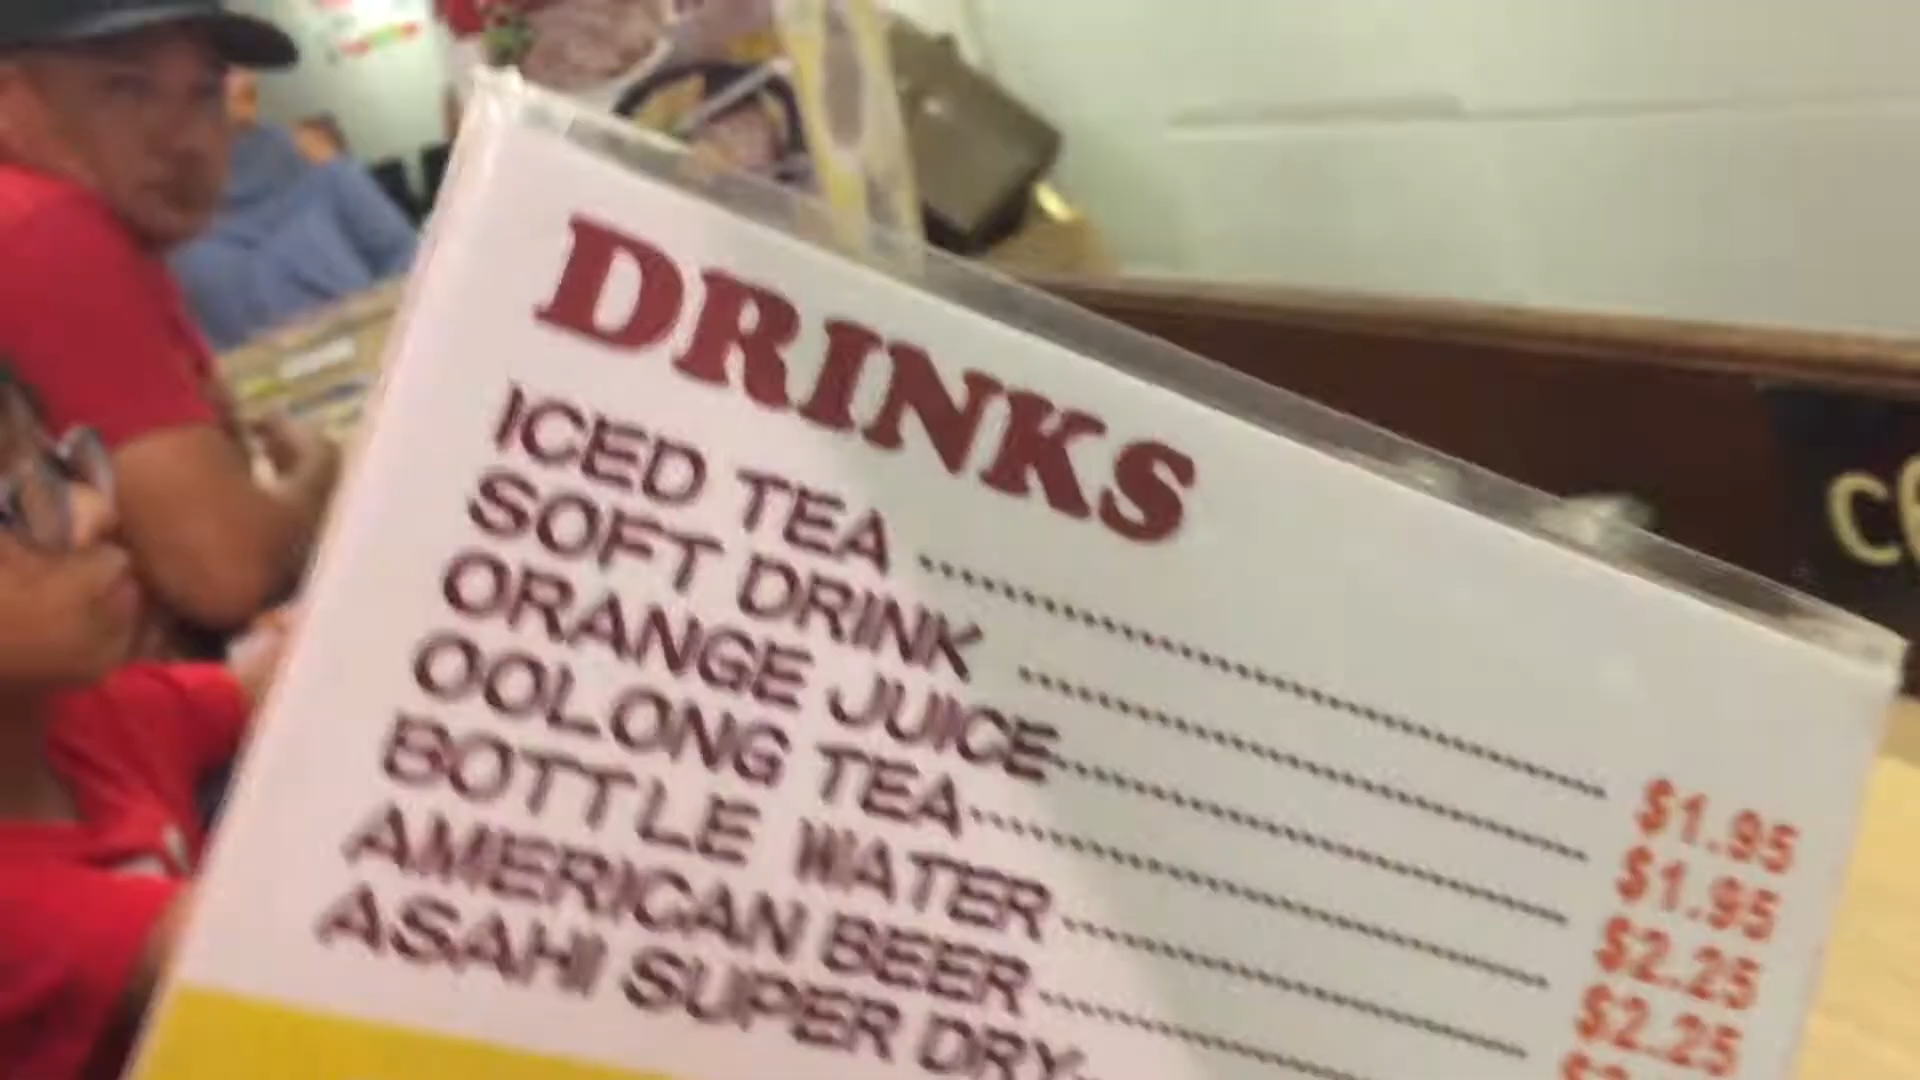 DRINKS
ICED TEA ........................ $1.95
SOFT DRINK ........................ $1.95
ORANGE JUICE ........................ $2.25
OOLONG TEA ........................ $2.25
BOTTLE WATER ........................
AMERICAN BEER ........................
ASAHI SUPER DRY